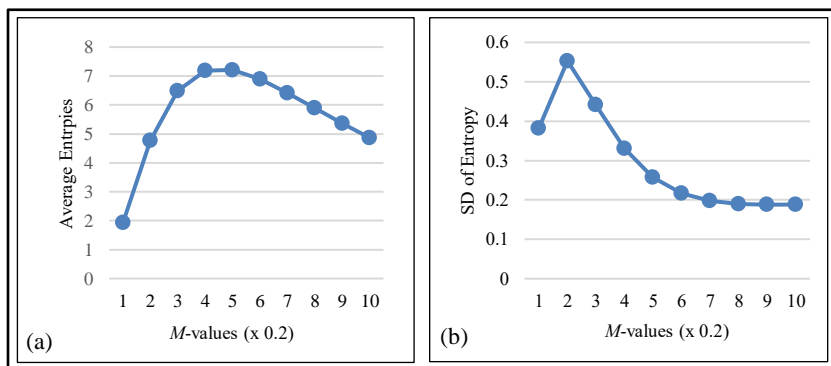 8
7
6
5
4
3
2
1
0
Average Entrpies
1 2 3 4 5 6 7 8 9 10
M-values (x 0.2)
(a)
0.6
0.5
0.4
0.3
0.2
0.1
0
SD of Entropy
1 2 3 4 5 6 7 8 9 10
M-values (x 0.2)
(b)